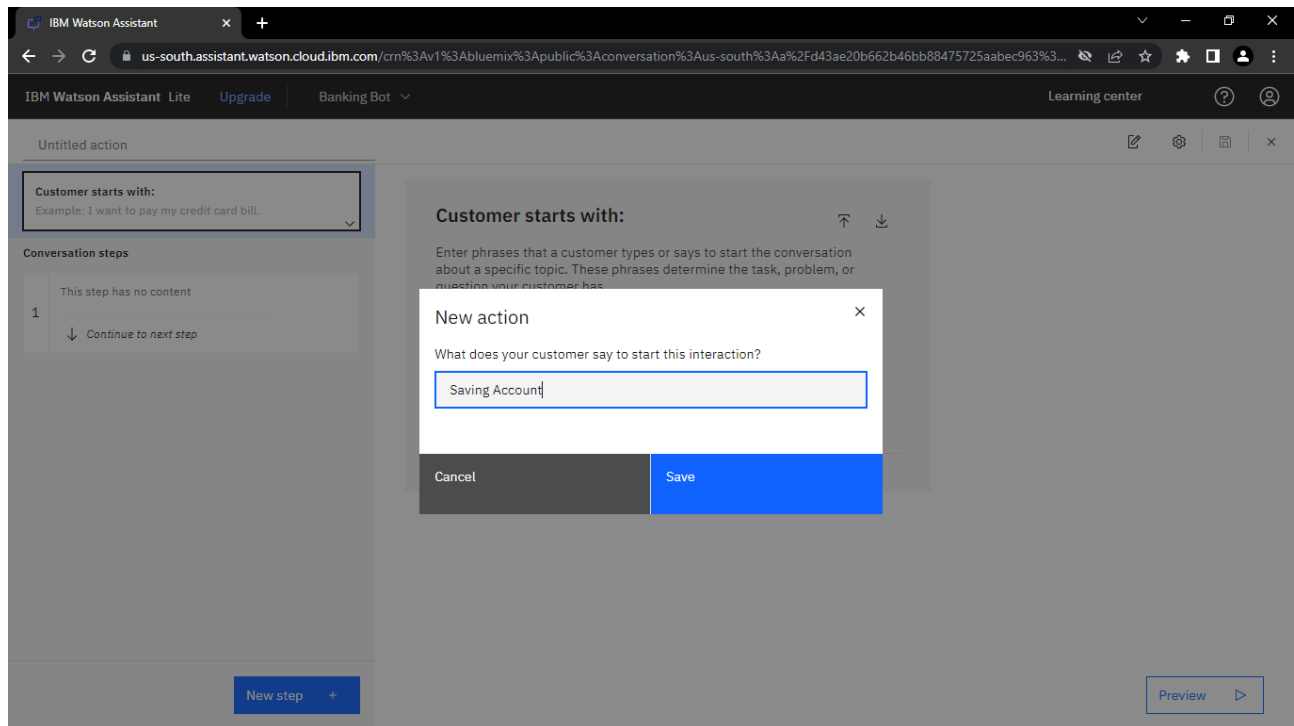 IBM Watson Assistant
us-south.assistant.watson.cloud.ibm.com/crn%3Av1%3Abluemix%3Apublic%3Aconversation%3Aus-south%3Aa%2Fd43ae20b662b46bb88475725aabec963%3...
IBM Watson Assistant Lite Upgrade Banking Bot Learning center
Untitled action
Customer starts with:
Example: I want to pay my credit card bill.
Conversation steps
1
This step has no content
Continue to next step
New step +
Customer starts with:
Enter phrases that a customer types or says to start the conversation
about a specific topic. These phrases determine the task, problem, or
question your customer has
New action
What does your customer say to start this interaction?
Saving Account
Cancel Save
Preview